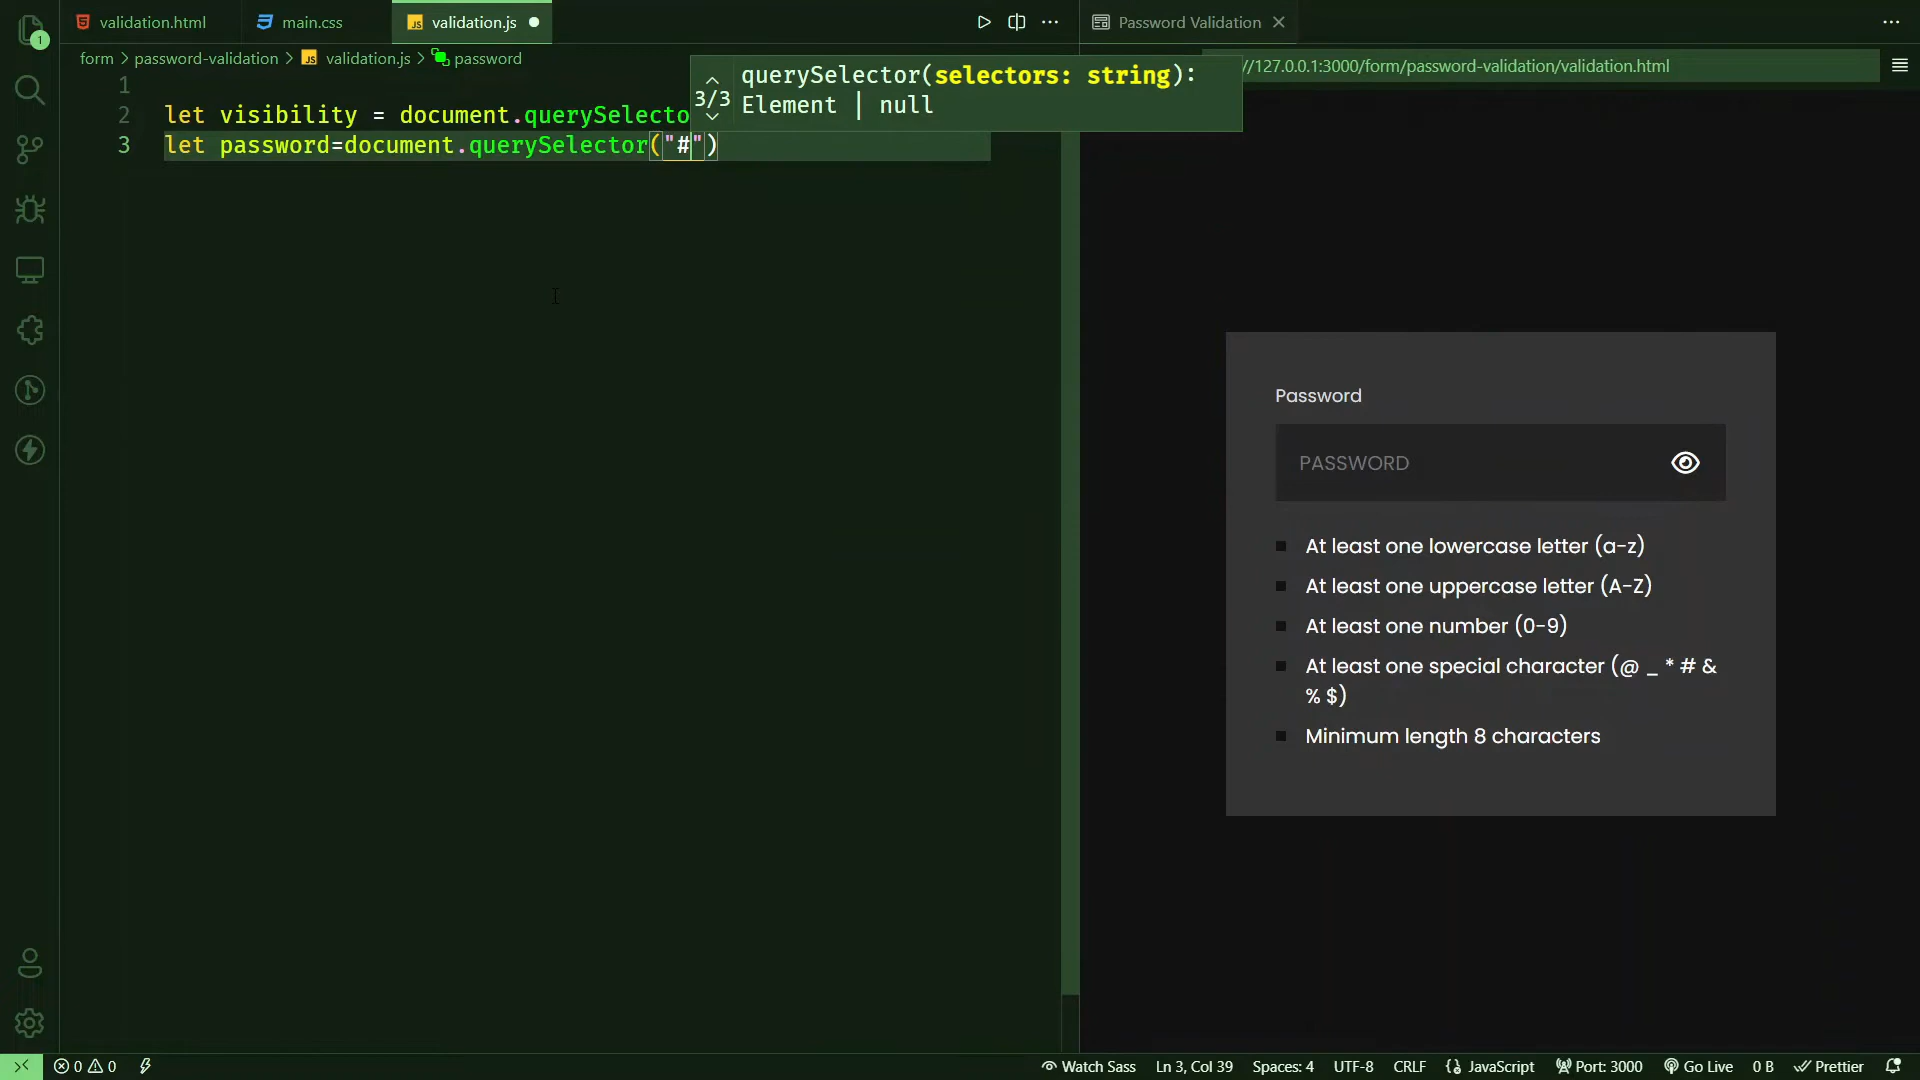 1
validation.html
main.css
validation.js
Password Validation
form
password-validation
validation.js
password
//127.0.0.1:3000/form/password-validation/validation.html
querySelector(selectors: string):
3/3
Element | null
1
2 let visibility = document.querySelecto
3 let password=document.querySelector("#")
Password
PASSWORD
At least one lowercase letter (a-z)
At least one uppercase letter (A-Z)
At least one number (0-9)
At least one special character (@ _ * # &
% $)
Minimum length 8 characters
0 0
Watch Sass
Ln 3, Col 39
Spaces: 4
UTF-8
CRLF
JavaScript
Port: 3000
Go Live
0 B
Prettier